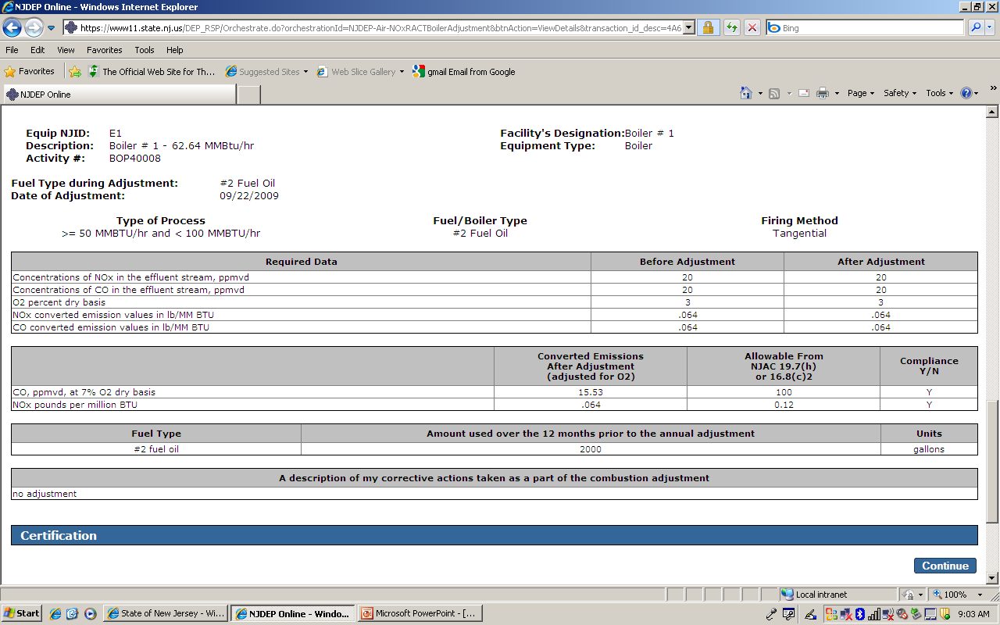 NJDEP Online - Windows Internet Explorer
https://www11.state.nj.us/DEP_RSP/Orchestrate.do?orchestrationId=NJDEP-Air-NOxRACTBoilerAdjustment&btnAction=ViewDetails&transaction_id_desc=4A6
Bing
File Edit View Favorites Tools Help
Favorites The Official Web Site for Th... Suggested Sites Web Slice Gallery gmail Email from Google
NJDEP Online Page Safety Tools
Equip NJID: E1 Facility's Designation:Boiler # 1
Description: Boiler # 1 - 62.64 MMBtu/hr Equipment Type: Boiler
Activity #: BOP40008
Fuel Type during Adjustment: #2 Fuel Oil
Date of Adjustment: 09/22/2009
Type of Process Fuel/Boiler Type Firing Method
>= 50 MMBTU/hr and < 100 MMBTU/hr #2 Fuel Oil Tangential
Required Data Before Adjustment After Adjustment
Concentrations of NOx in the effluent stream, ppmvd 20 20
Concentrations of CO in the effluent stream, ppmvd 20 20
O2 percent dry basis 3 3
NOx converted emission values in lb/MM BTU .064 .064
CO converted emission values in lb/MM BTU .064 .064
Converted Emissions After Adjustment (adjusted for O2) Allowable From NJAC 19.7(h) or 16.8(c)2 Compliance Y/N
CO, ppmvd, at 7% O2 dry basis 15.53 100 Y
NOx pounds per million BTU .064 0.12 Y
Fuel Type Amount used over the 12 months prior to the annual adjustment Units
#2 fuel oil 2000 gallons
A description of my corrective actions taken as a part of the combustion adjustment
no adjustment
Certification
Continue
Local intranet 100%
Start State of New Jersey - Wi... NJDEP Online - Windo... Microsoft PowerPoint - [... 9:03 AM